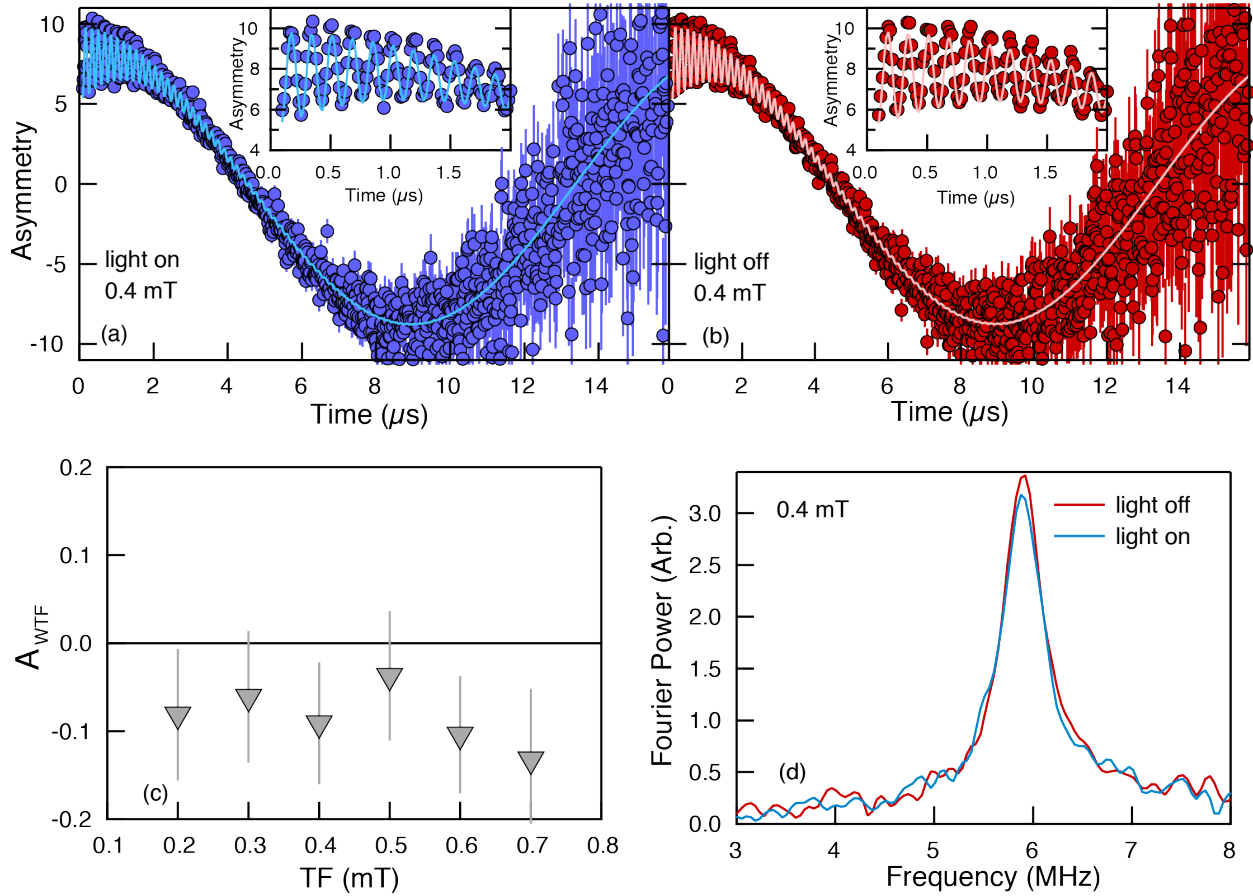 10
5
0
-5
-10
Asymmetry
light on
0.4 mT
(a)
0 2 4 6 8 10 12 14
Time (µs)
10
8
6
4
Asymmetry
0.0 0.5 1.0 1.5
Time (µs)
light off
0.4 mT
(b)
0 2 4 6 8 10 12 14
Time (µs)
10
8
6
4
Asymmetry
0.0 0.5 1.0 1.5
Time (µs)
0.2
0.1
0.0
-0.1
-0.2
A WTF
(c)
0.1 0.2 0.3 0.4 0.5 0.6 0.7 0.8
TF (mT)
3.0
2.5
2.0
1.5
1.0
0.5
0.0
Fourier Power (Arb.)
0.4 mT
light off
light on
(d)
3 4 5 6 7 8
Frequency (MHz)